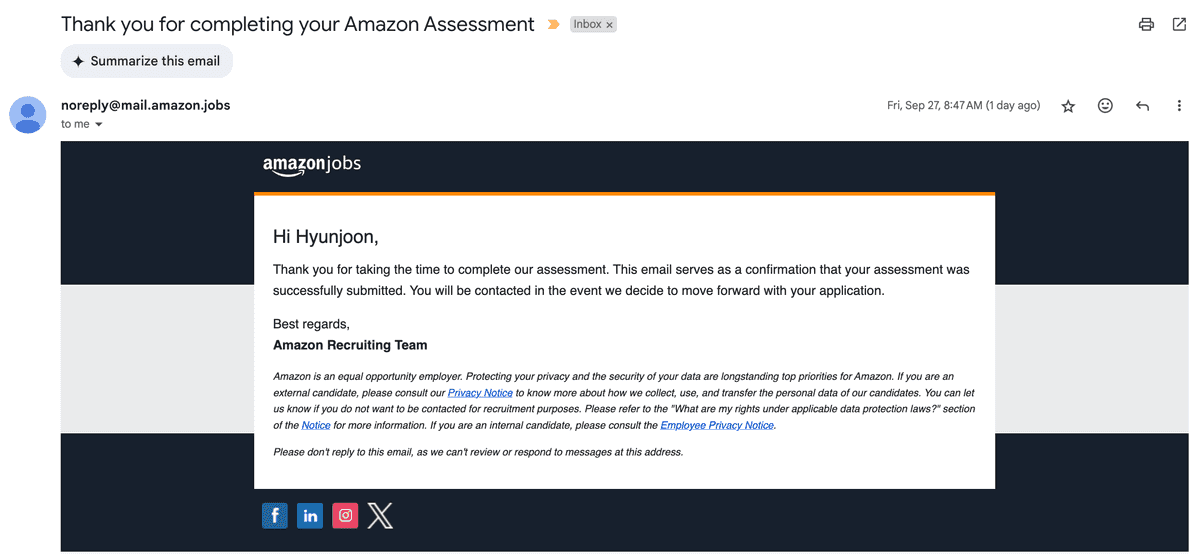 Thank you for completing your Amazon Assessment
Inbox ×
Summarize this email
noreply@mail.amazon.jobs
Fri, Sep 27, 8:47 AM (1 day ago)
to me
amazon jobs
Hi Hyunjoon,
Thank you for taking the time to complete our assessment. This email serves as a confirmation that your assessment was
successfully submitted. You will be contacted in the event we decide to move forward with your application.
Best regards,
Amazon Recruiting Team
Amazon is an equal opportunity employer. Protecting your privacy and the security of your data are longstanding top priorities for Amazon. If you are an
external candidate, please consult our Privacy Notice to know more about how we collect, use, and transfer the personal data of our candidates. You can let
us know if you do not want to be contacted for recruitment purposes. Please refer to the "What are my rights under applicable data protection laws?" section
of the Notice for more information. If you are an internal candidate, please consult the Employee Privacy Notice.
Please don't reply to this email, as we can't review or respond to messages at this address.
f
in
X